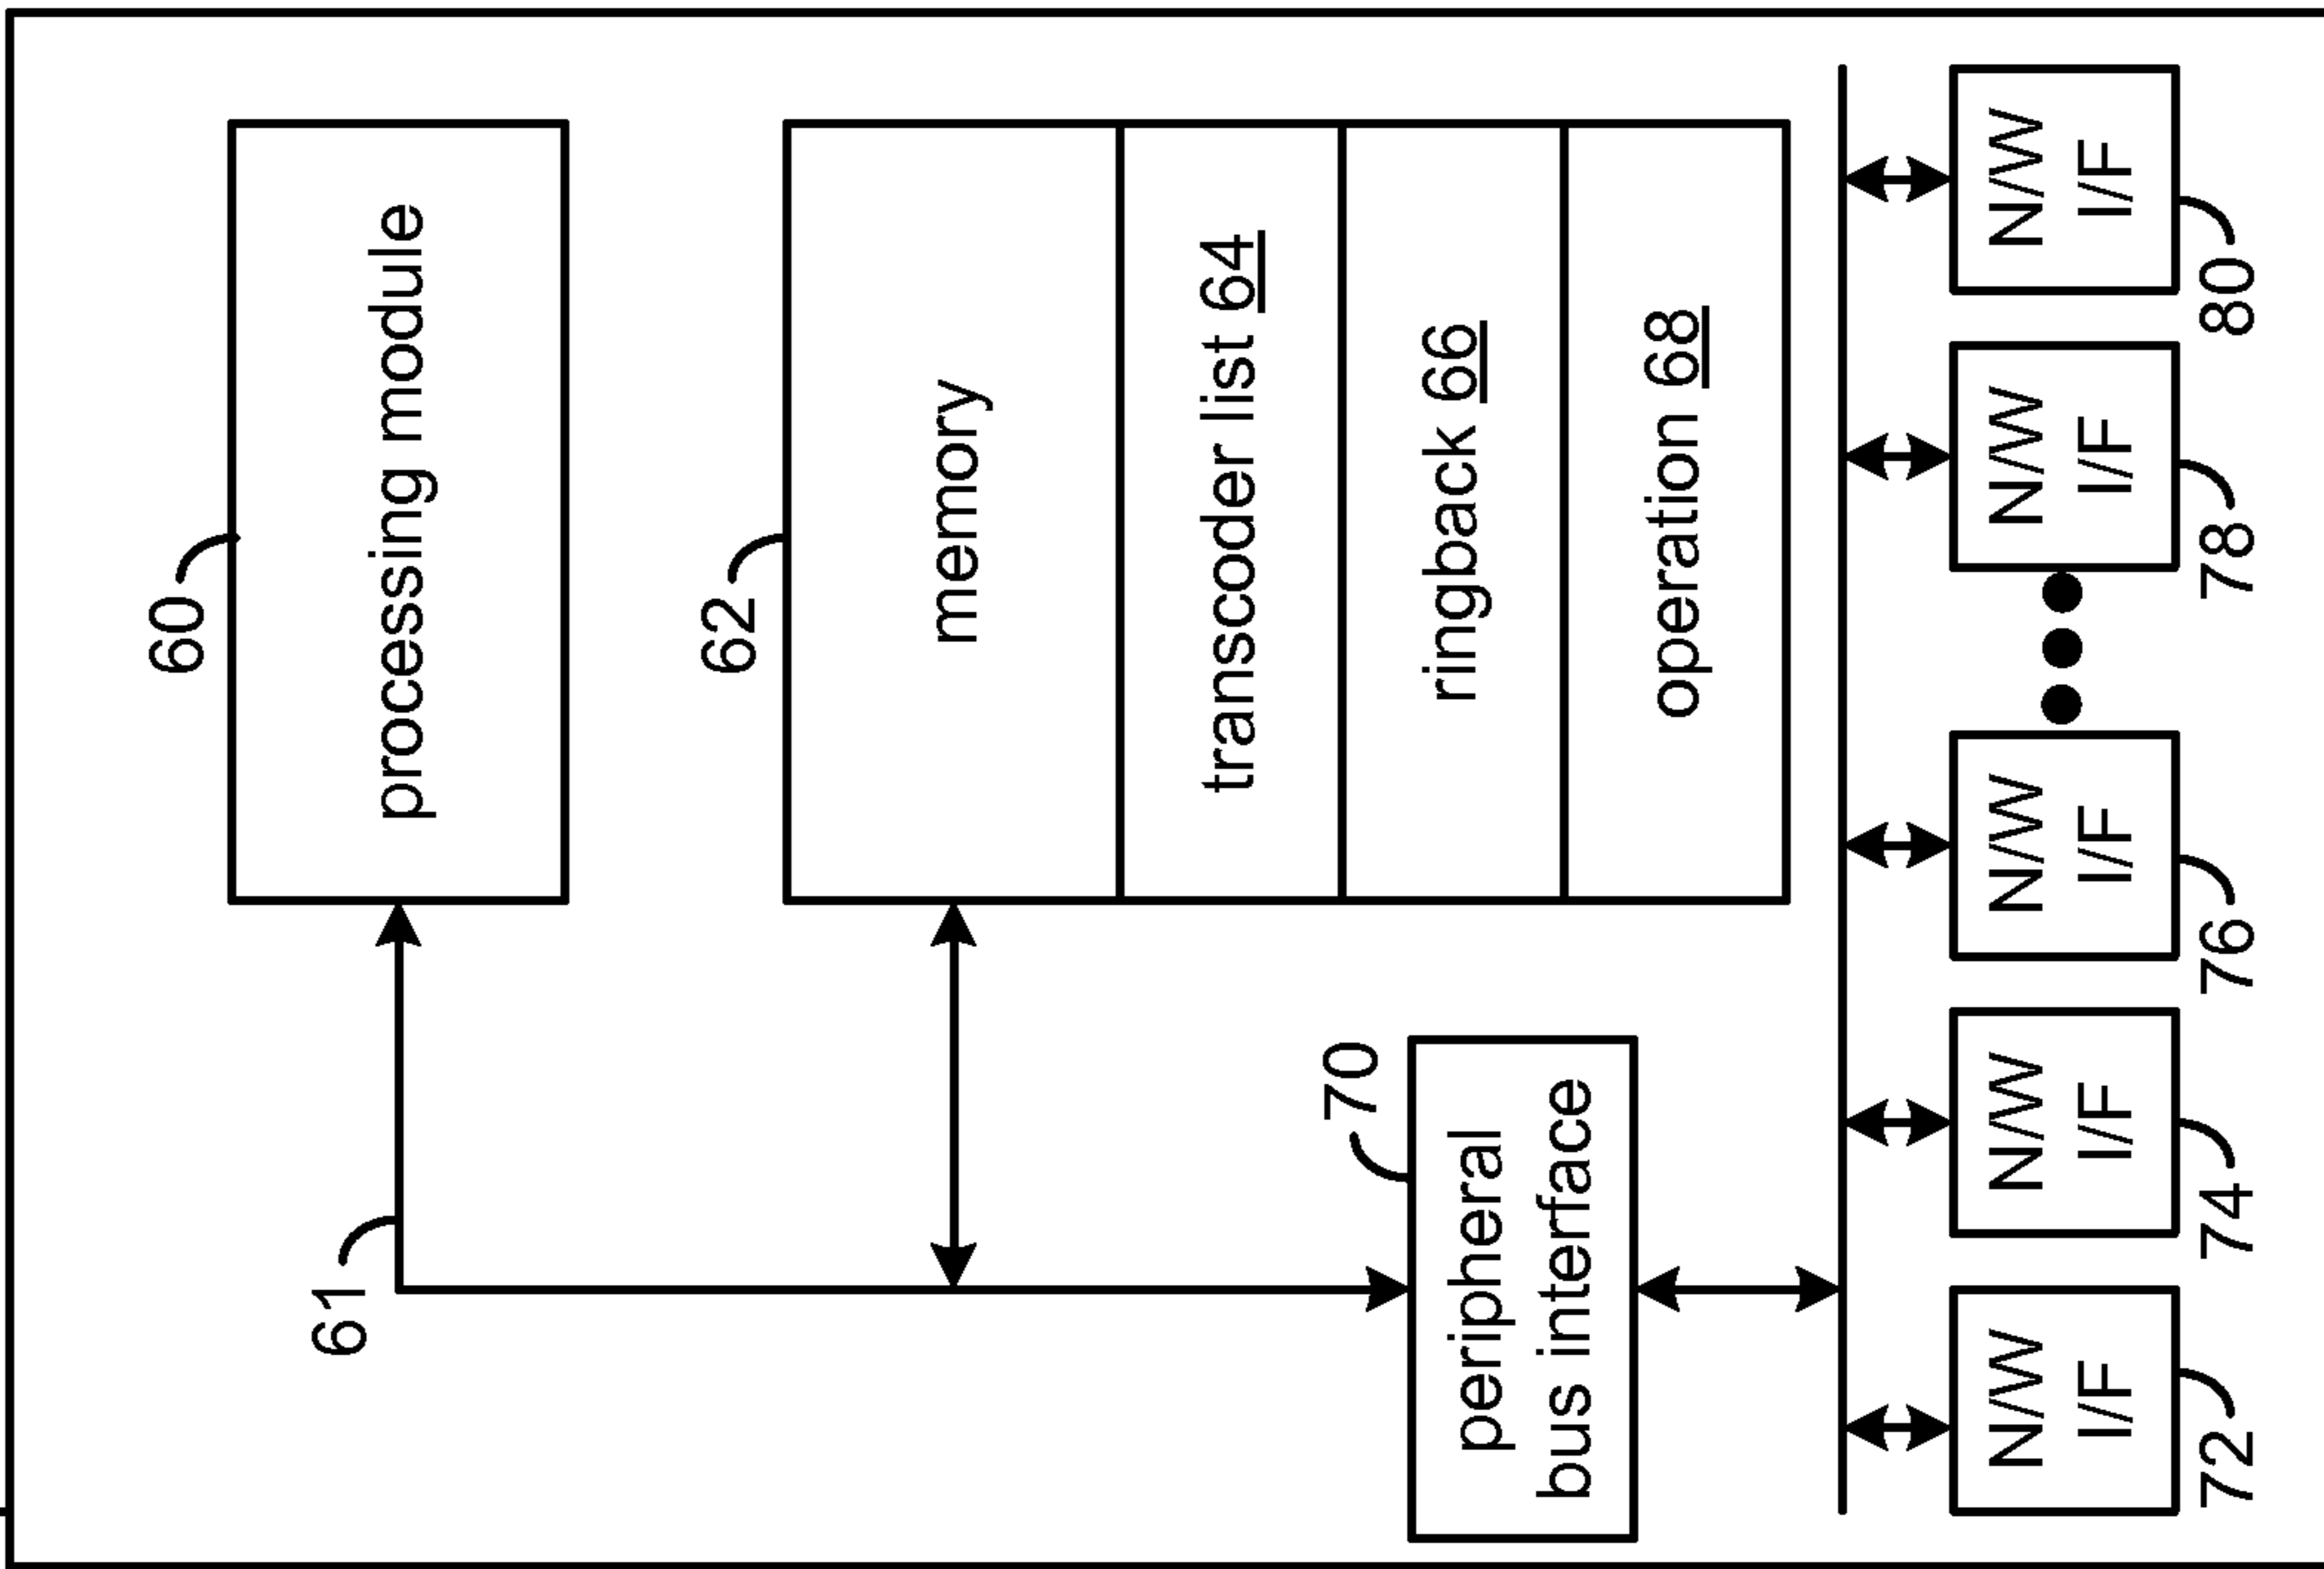 60
processing module
61
62
memory
transcoder list 64
ringback 66
operation 68
70
peripheral
bus interface
N/W
I/F
72
N/W
I/F
74
N/W
I/F
76
N/W
I/F
78
N/W
I/F
80